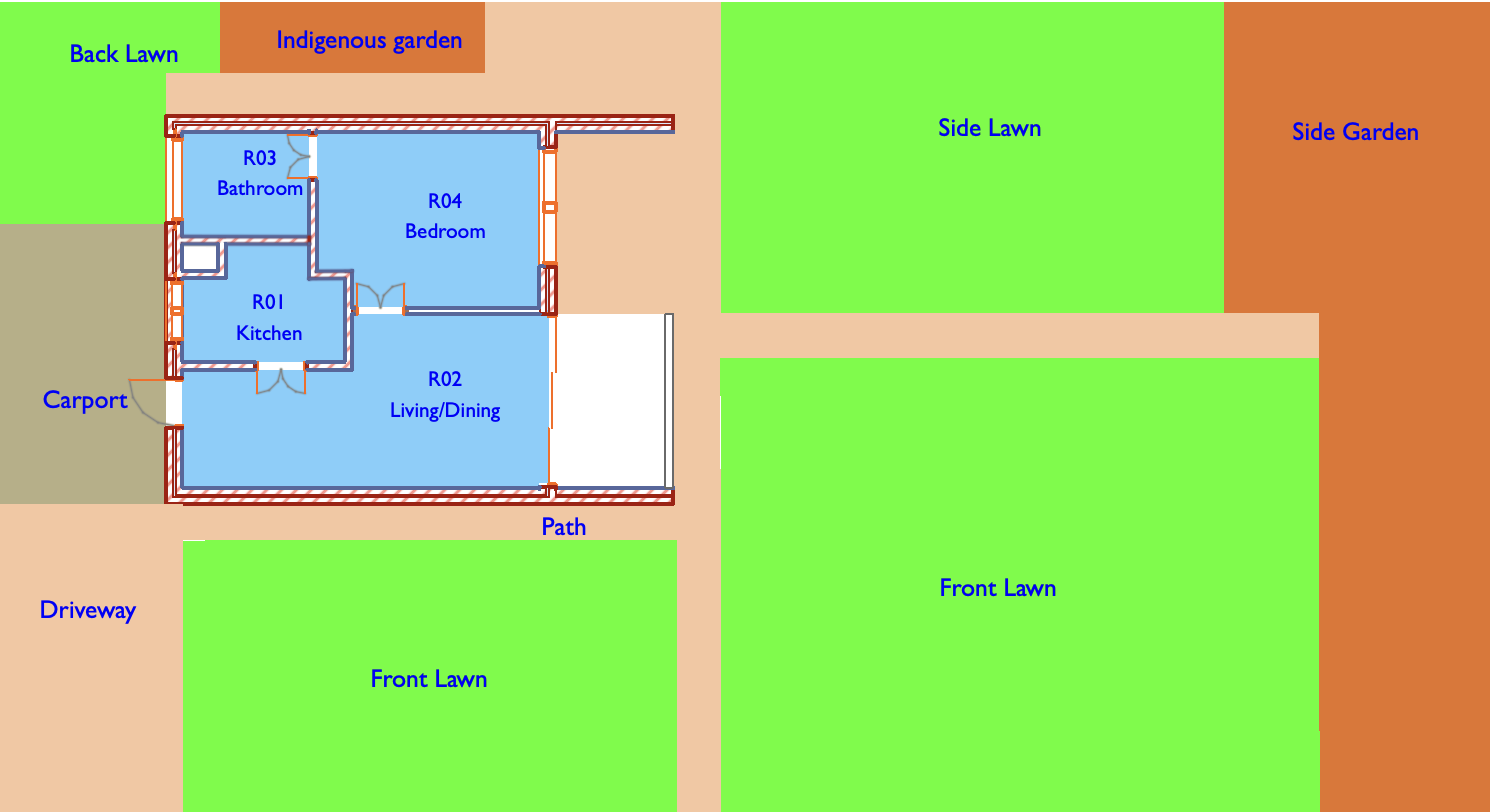 Back Lawn
Indigenous garden
Side Lawn
Side Garden
R03
Bathroom
R04
Bedroom
R01
Kitchen
R02
Living/Dining
Carport
Path
Driveway
Front Lawn
Front Lawn